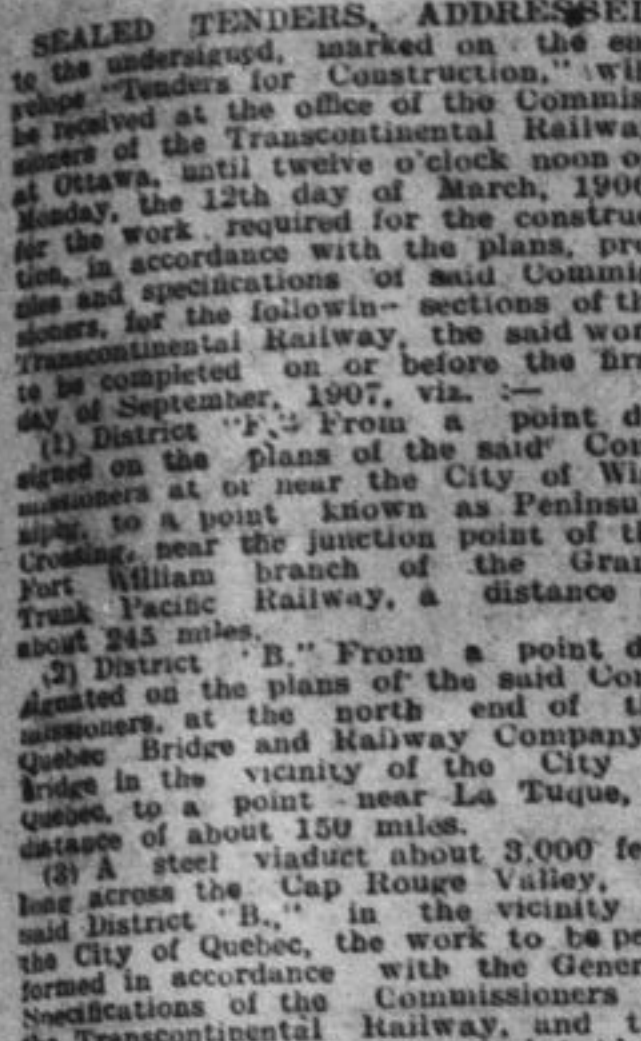 SEALED TENDERS, ADDRESSED
to the undersigned, marked on the en
velope "Tenders for Construction," wil
be received at the office of the Commis
sioners of the Transcontinental Railwa
at Ottawa, until twelve o'clock noon o
Monday, the 12th day of March, 1906
for the work required for the constru
tion, in accordance with the plans, pro
files and specifications of said Commis
sioners, for the followin- sections of th
Transcontinental Railway, the said wor
to be completed on or before the firs
day of September, 1907, viz. :—
(1) District "F." From a point d
signed on the plans of the said Com
missioners at or near the City of Win
nipeg, to a point known as Peninsu
Crossing, near the junction point of th
Fort William branch of the Gran
Trunk Pacific Railway, a distance
about 245 miles.
(2) District "B." From a point d
signated on the plans of the said Com
missioners, at the north end of t
Quebec Bridge and Railway Company
bridge in the vicinity of the City
Quebec, to a point near La Tuque,
distance of about 150 miles.
(3) A steel viaduct about 3,000 fe
long across the Cap Rouge Valley,
said District "B.," in the vicinity
the City of Quebec, the work to be pe
formed in accordance with the Gener
Specifications of the Commissioners
the Transcontinental Railway, and t